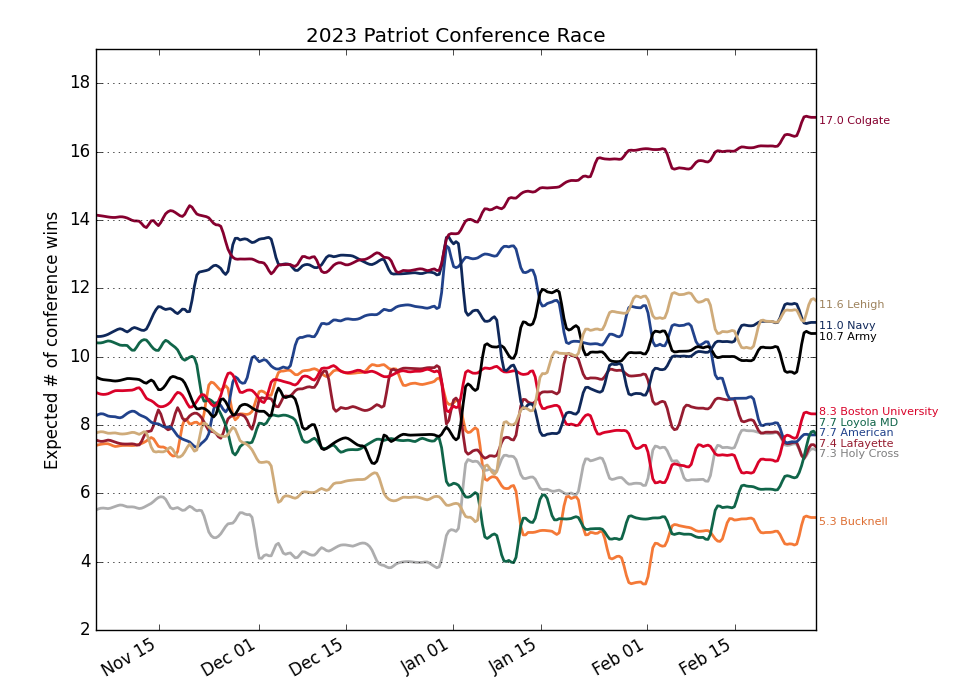 2023 Patriot Conference Race
Expected # of conference wins
18
16
14
12
10
8
6
4
2
Nov 15
Dec 01
Dec 15
Jan 01
Jan 15
Feb 01
Feb 15
17.0 Colgate
11.6 Lehigh
11.0 Navy
10.7 Army
8.3 Boston University
7.7 Loyola MD
7.7 American
7.4 Lafayette
7.3 Holy Cross
5.3 Bucknell